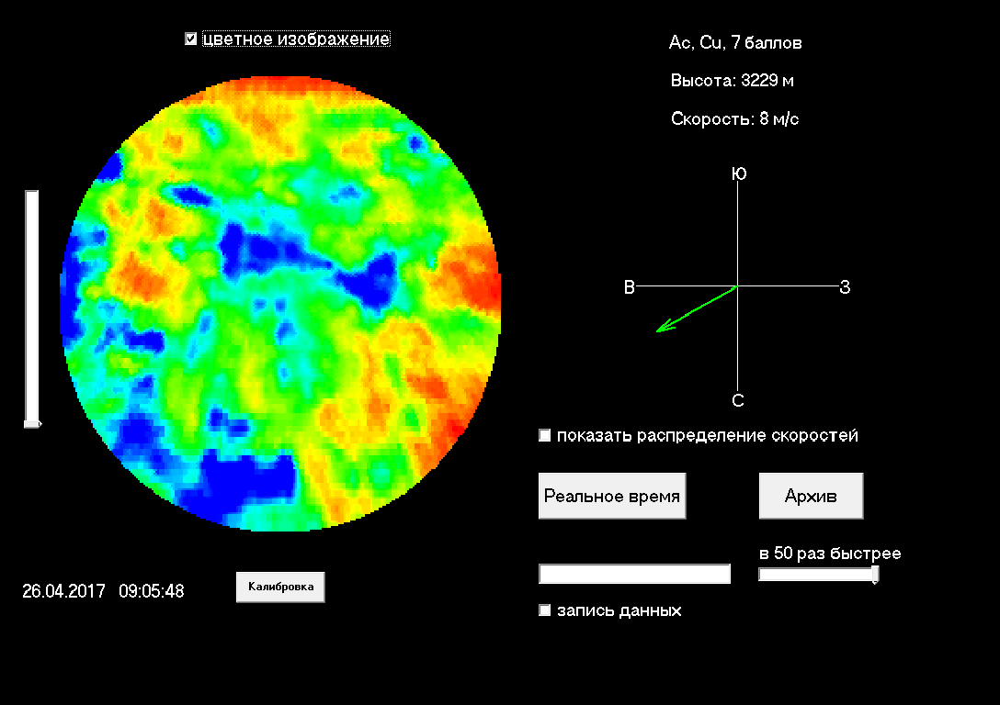 цветное изображение
Ac, Cu, 7 баллов
Высота: 3229 м
Скорость: 8 м/с
Ю
В
З
С
показать распределение скоростей
Реальное время
Архив
в 50 раз быстрее
26.04.2017 09:05:48
Калибровка
запись данных